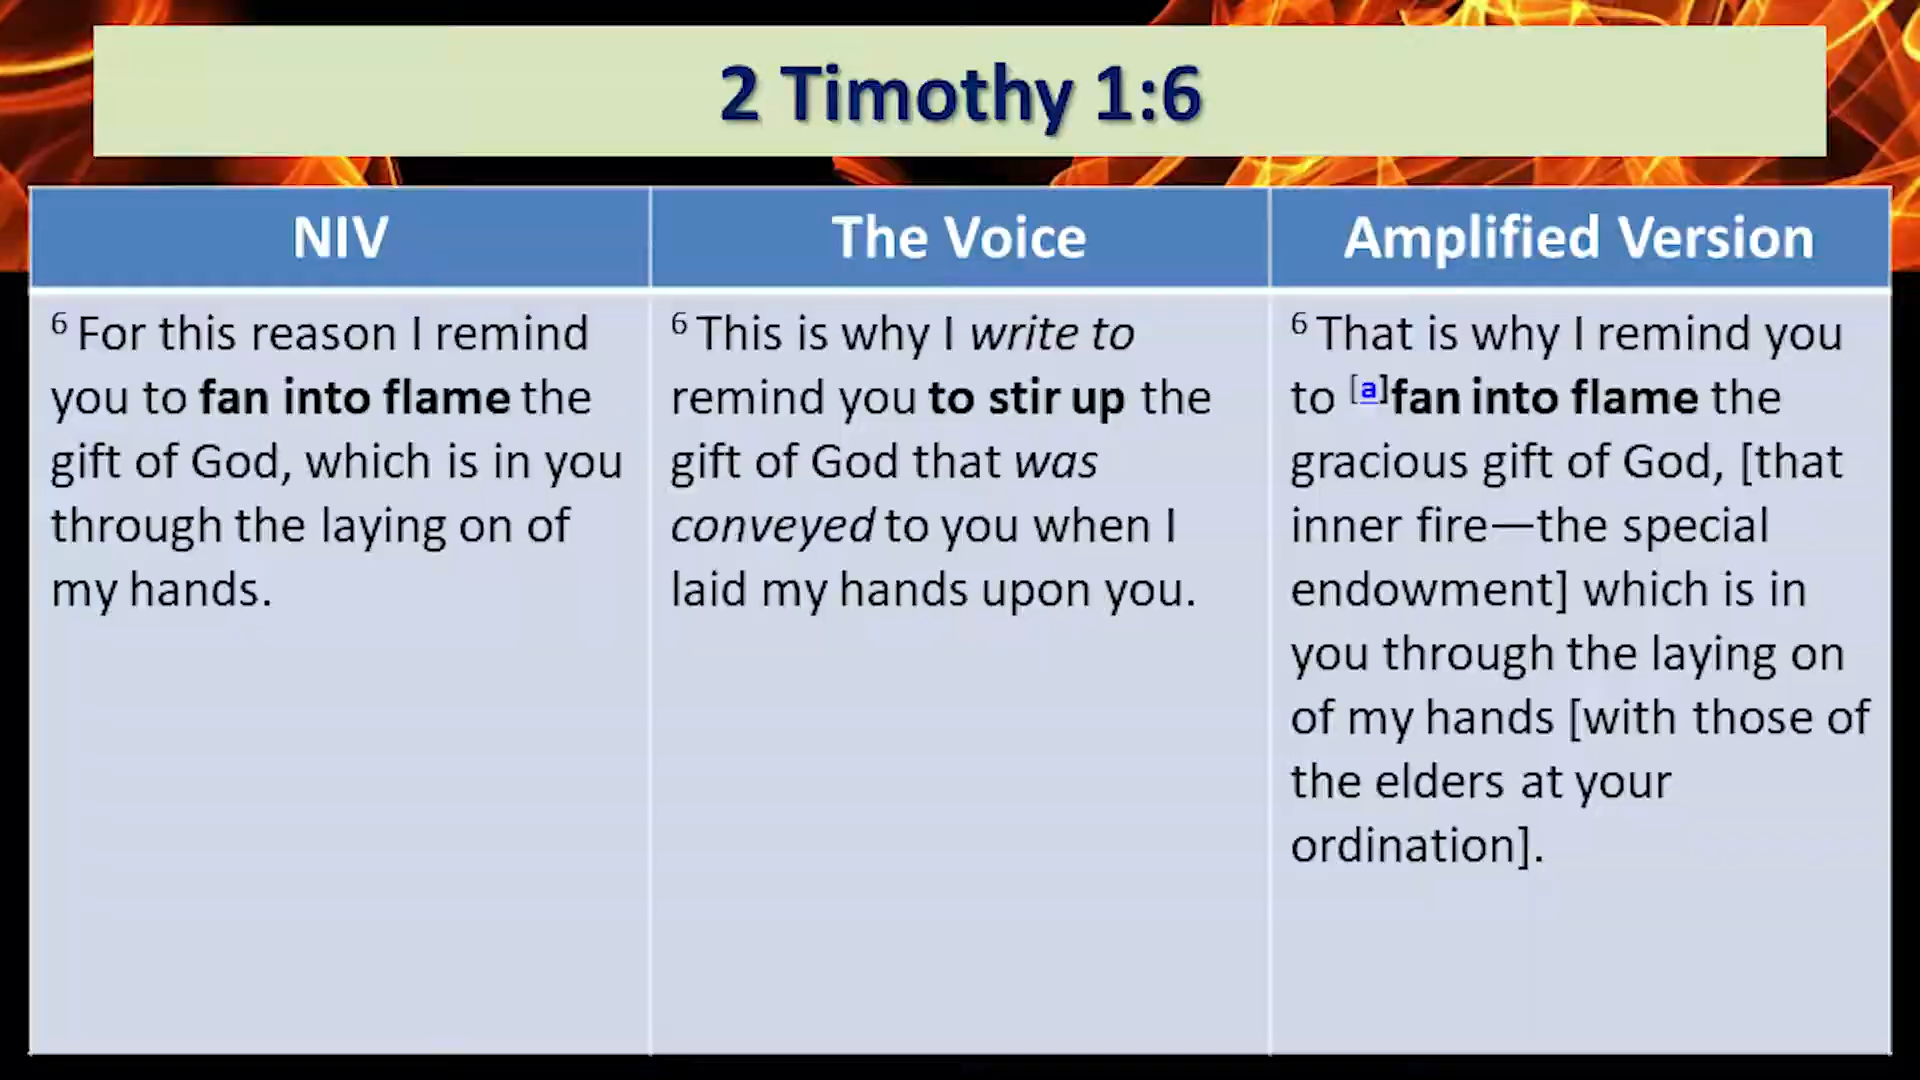 2 Timothy 1:6
NIV
The Voice
Amplified Version
6 For this reason I remind
you to fan into flame the
gift of God, which is in you
through the laying on of
my hands.
6 This is why I write to
remind you to stir up the
gift of God that was
conveyed to you when I
laid my hands upon you.
6 That is why I remind you
to [a]fan into flame the
gracious gift of God, [that
inner fire—the special
endowment] which is in
you through the laying on
of my hands [with those of
the elders at your
ordination].